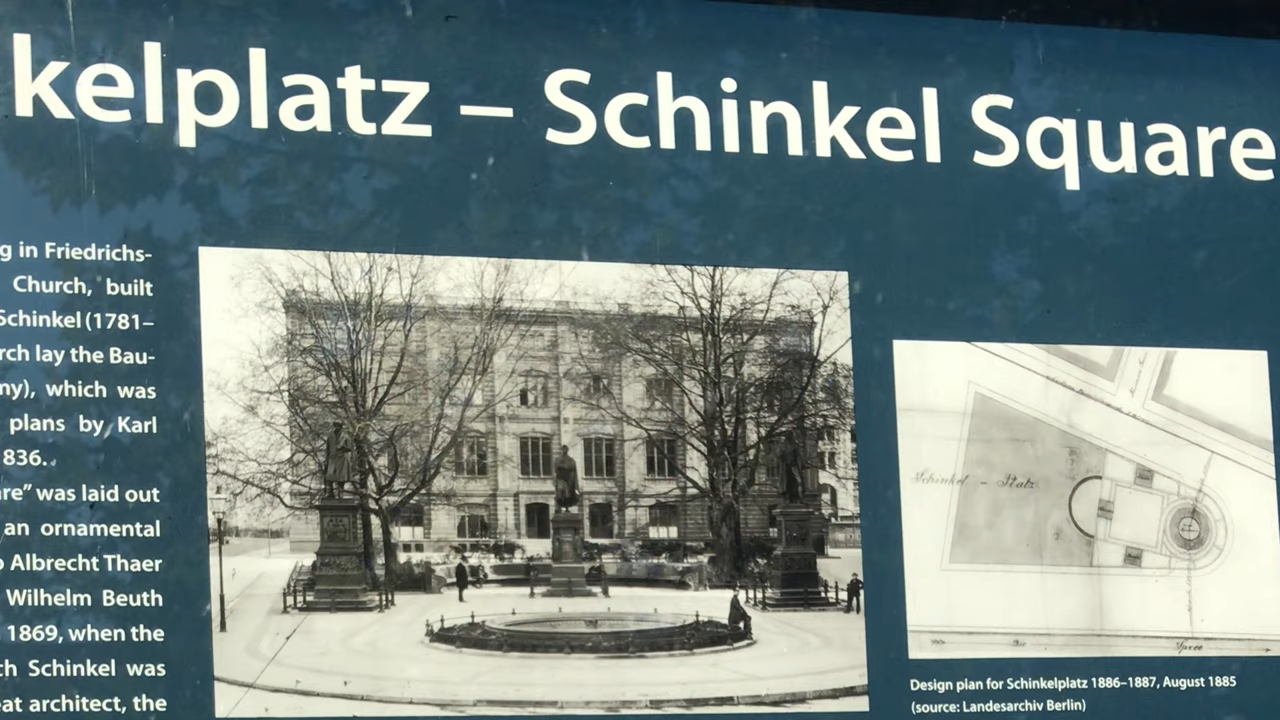 kelplatz – Schinkel Square
g in Friedrichs-
Church, built
Schinkel (1781–
rch lay the Bau-
my), which was
plans by Karl
836.
re” was laid out
an ornamental
o Albrecht Thaer
Wilhelm Beuth
1869, when the
ch Schinkel was
eat architect, the
Schinkel – Platz
Die Spree
Design plan for Schinkelplatz 1886–1887, August 1885
(source: Landesarchiv Berlin)